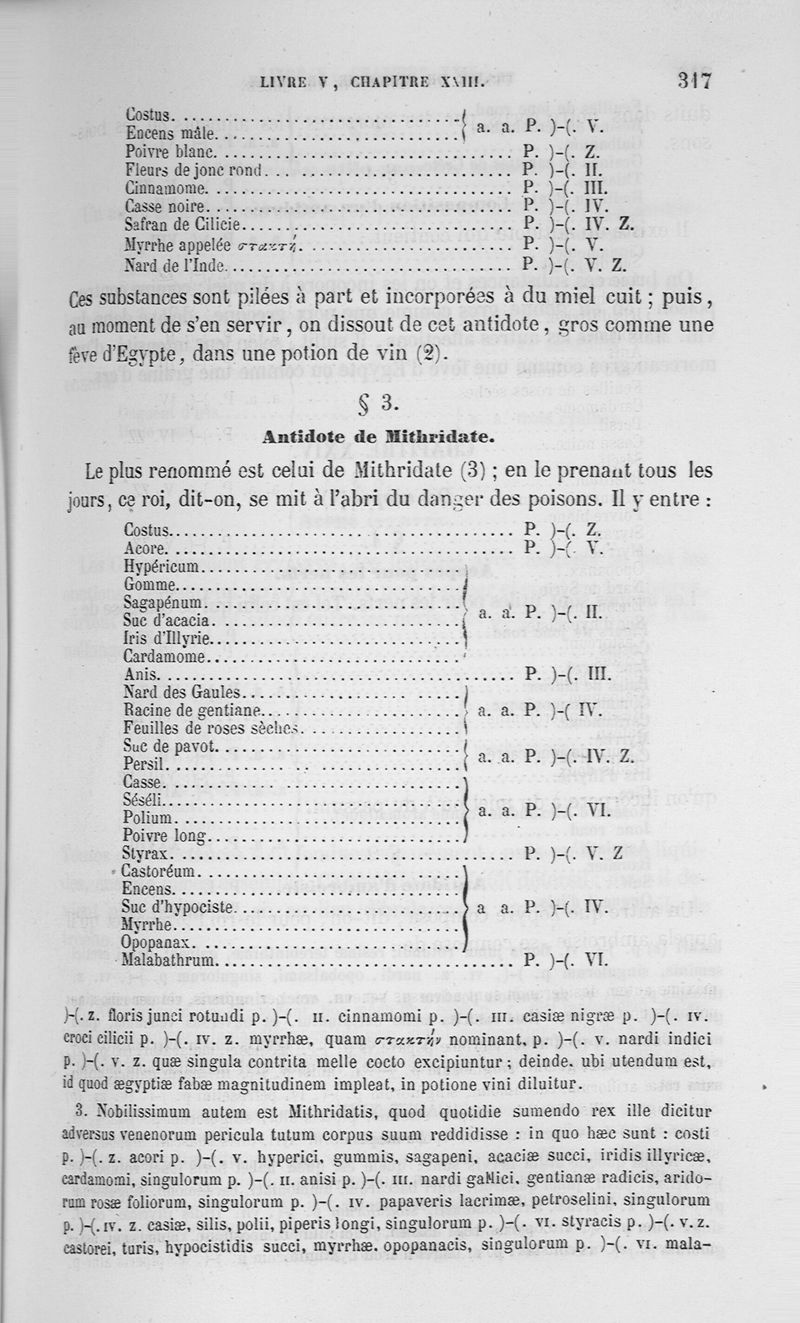 LIVRE V, CHAPITRE XVIII. 317
Costus. . . . . . . . . . . . . . . . . . . . . . . . .
Encens mâle. . . . . . . . . . . . . . . . . . . . . . a. a. P. )-(. V.
Poivre blanc. . . . . . . . . . . . . . . . . . . . . . P. )-(. Z.
Fleurs de jonc rond. . . . . . . . . . . . . . . . . . P. )-(. II.
Cinnamome. . . . . . . . . . . . . . . . . . . . . . . P. )-(. III.
Casse noire. . . . . . . . . . . . . . . . . . . . . . . P. )-(. IV.
Safran de Cilicie. . . . . . . . . . . . . . . . . . . . P. )-(. IV. Z.
Myrrhe appelée στακτή. . . . . . . . . . . . . . . . P. )-(. V.
Nard de l'Inde. . . . . . . . . . . . . . . . . . . . . P. )-(. V. Z.
Ces substances sont pilées à part et incorporées à du miel cuit ; puis,
au moment de s'en servir, on dissout de cet antidote, gros comme une
fève d'Egypte, dans une potion de vin (2).
§ 3.
Antidote de Mithridate.
Le plus renommé est celui de Mithridate (3) ; en le prenant tous les
jours, ce roi, dit-on, se mit à l'abri du danger des poisons. Il y entre :
Costus. . . . . . . . . . . . . . . . . . . . . . . . . P. )-(. Z.
Acore. . . . . . . . . . . . . . . . . . . . . . . . . P. )-(. V.
Hypéricum. . . . . . . . . . . . . . . . . . . . . . .
Gomme. . . . . . . . . . . . . . . . . . . . . . . . .
Sagapénum. . . . . . . . . . . . . . . . . . . . . . .
Suc d'acacia. . . . . . . . . . . . . . . . . . . . . . a. a. P. )-(. II.
Iris d'Illyrie. . . . . . . . . . . . . . . . . . . . . . .
Cardamome. . . . . . . . . . . . . . . . . . . . . . .
Anis. . . . . . . . . . . . . . . . . . . . . . . . . . P. )-(. III.
Nard des Gaules. . . . . . . . . . . . . . . . . . . .
Racine de gentiane. . . . . . . . . . . . . . . . . . . a. a. P. )-( IV.
Feuilles de roses sèches. . . . . . . . . . . . . . . .
Suc de pavot. . . . . . . . . . . . . . . . . . . . . .
Persil. . . . . . . . . . . . . . . . . . . . . . . . . . a. a. P. )-(. IV. Z.
Casse. . . . . . . . . . . . . . . . . . . . . . . . . .
Séséli. . . . . . . . . . . . . . . . . . . . . . . . . .
Polium. . . . . . . . . . . . . . . . . . . . . . . . . a. a. P. )-(. VI.
Poivre long. . . . . . . . . . . . . . . . . . . . . . .
Styrax. . . . . . . . . . . . . . . . . . . . . . . . . P. )-(. V. Z
Castoréum. . . . . . . . . . . . . . . . . . . . . . .
Encens. . . . . . . . . . . . . . . . . . . . . . . . .
Suc d'hypociste. . . . . . . . . . . . . . . . . . . . a a. P. )-(. IV.
Myrrhe. . . . . . . . . . . . . . . . . . . . . . . . .
Opopanax. . . . . . . . . . . . . . . . . . . . . . . .
Malabathrum. . . . . . . . . . . . . . . . . . . . . . P. )-(. VI.
)-(. z. floris junci rotundi p. )-(. II. cinnamomi p. )-(. III. casiæ nigræ p. )-(. IV.
croci cilicii p. )-(. IV. z. myrrhæ, quam στακτὴν nominant, p. )-(. v. nardi indici
p. )-(. v. z. quæ singula contrita melle cocto excipiuntur ; deinde. ubi utendum est,
id quod ægyptiæ fabæ magnitudinem impleat, in potione vini diluitur.
3. Nobilissimum autem est Mithridatis, quod quotidie sumendo rex ille dicitur
adversus venenorum pericula tutum corpus suum reddidisse : in quo hæc sunt : costi
p. )-(. z. acori p. )-(. v. hyperici, gummis, sagapeni, acaciæ succi, iridis illyricæ,
cardamomi, singulorum p. )-(. II. anisi p. )-(. III. nardi gallici. gentianæ radicis, arido-
rum rosæ foliorum, singulorum p. )-(. IV. papaveris lacrimæ, petroselini, singulorum
p. )-(. IV. z. casiæ, silis, polii, piperis longi, singulorum p. )-(. VI. styracis p. )-(. v. z.
castorei, turis, hypocistidis succi, myrrhæ. opopanacis, singulorum p. )-(. VI. mala-